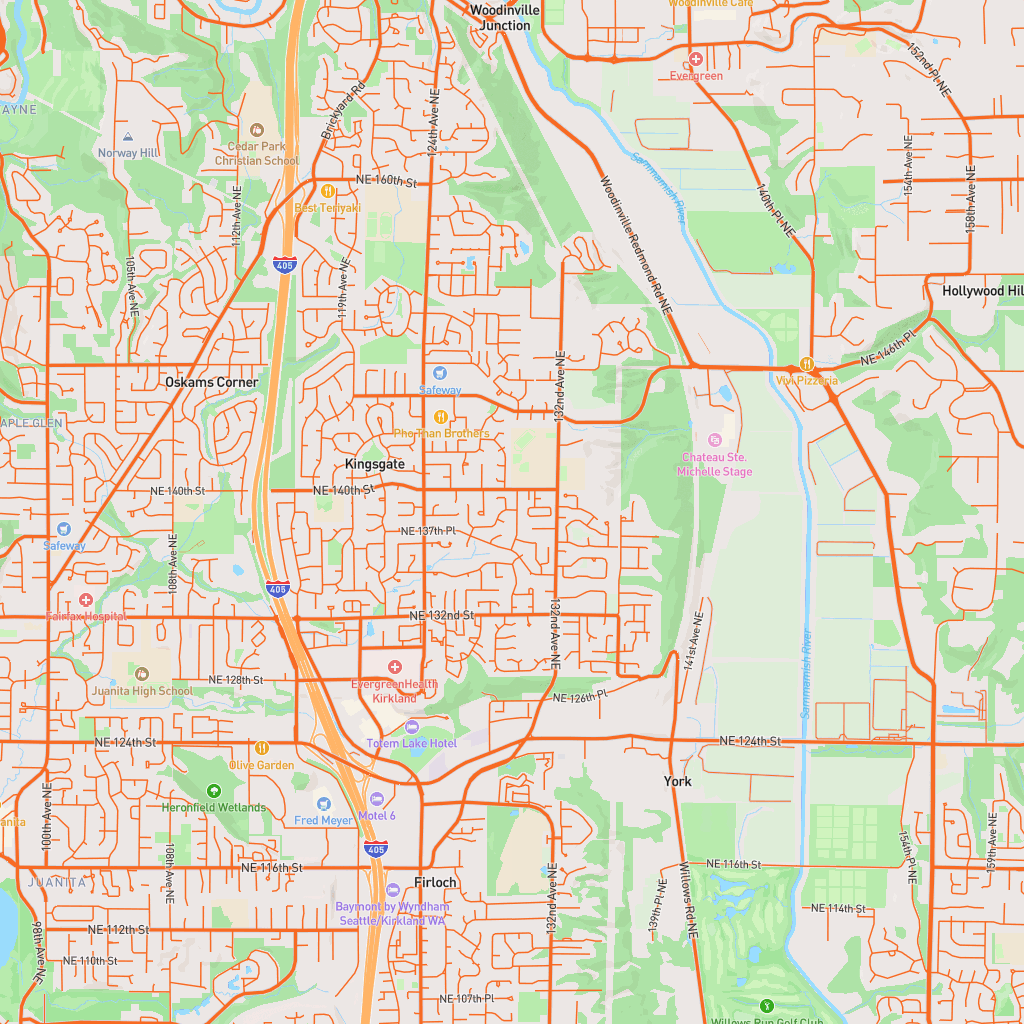 Woodinville
Junction
Woodinville Cafe
Evergreen
152nd Pl NE
AYNE
Brickyard Rd
124th Ave NE
Norway Hill
Cedar Park
Christian School
Sammamish River
154th Ave NE
158th Ave NE
140th Pl NE
NE 160th St
Best Teriyaki
112th Ave NE
Woodinville Redmond Rd NE
105th Ave NE
119th Ave NE
405
Hollywood Hil
NE 146th Pl
Oskams Corner
Safeway
132nd Ave NE
Vivi Pizzeria
APLE GLEN
Pho Than Brothers
Kingsgate
Chateau Ste.
Michelle Stage
NE 140th St
NE 140th St
Safeway
NE 137th Pl
108th Ave NE
405
Fairfax Hospital
NE 132nd St
132nd Ave NE
141st Ave NE
Sammamish River
Juanita High School
NE 128th St
EvergreenHealth
Kirkland
NE 126th Pl
NE 124th St
Totem Lake Hotel
NE 124th St
Olive Garden
York
Heronfield Wetlands
Motel 6
Fred Meyer
anita
100th Ave NE
405
154th Pl NE
159th Ave NE
NE 116th St
NE 116th St
108th Ave NE
JUANITA
Firloch
Baymont by Wyndham
Seattle/Kirkland WA
132nd Ave NE
139th Pl NE
Willows Rd NE
NE 114th St
98th Ave NE
NE 112th St
NE 110th St
NE 107th Pl
Willows Run Golf Club